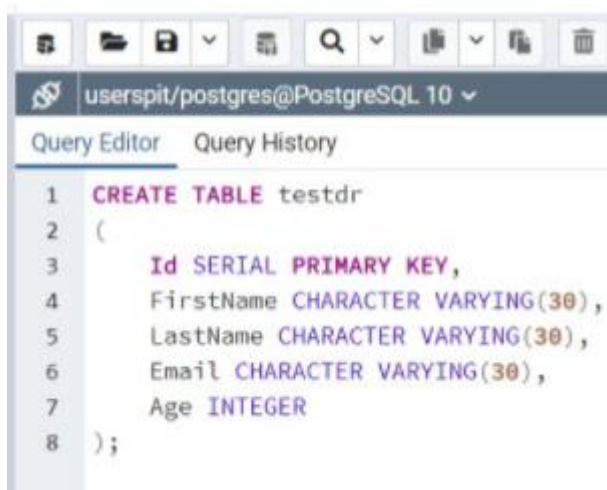 userspit/postgres@PostgreSQL 10
Query Editor Query History
1 CREATE TABLE testdr
2 (
3 Id SERIAL PRIMARY KEY,
4 FirstName CHARACTER VARYING(30),
5 LastName CHARACTER VARYING(30),
6 Email CHARACTER VARYING(30),
7 Age INTEGER
8 );